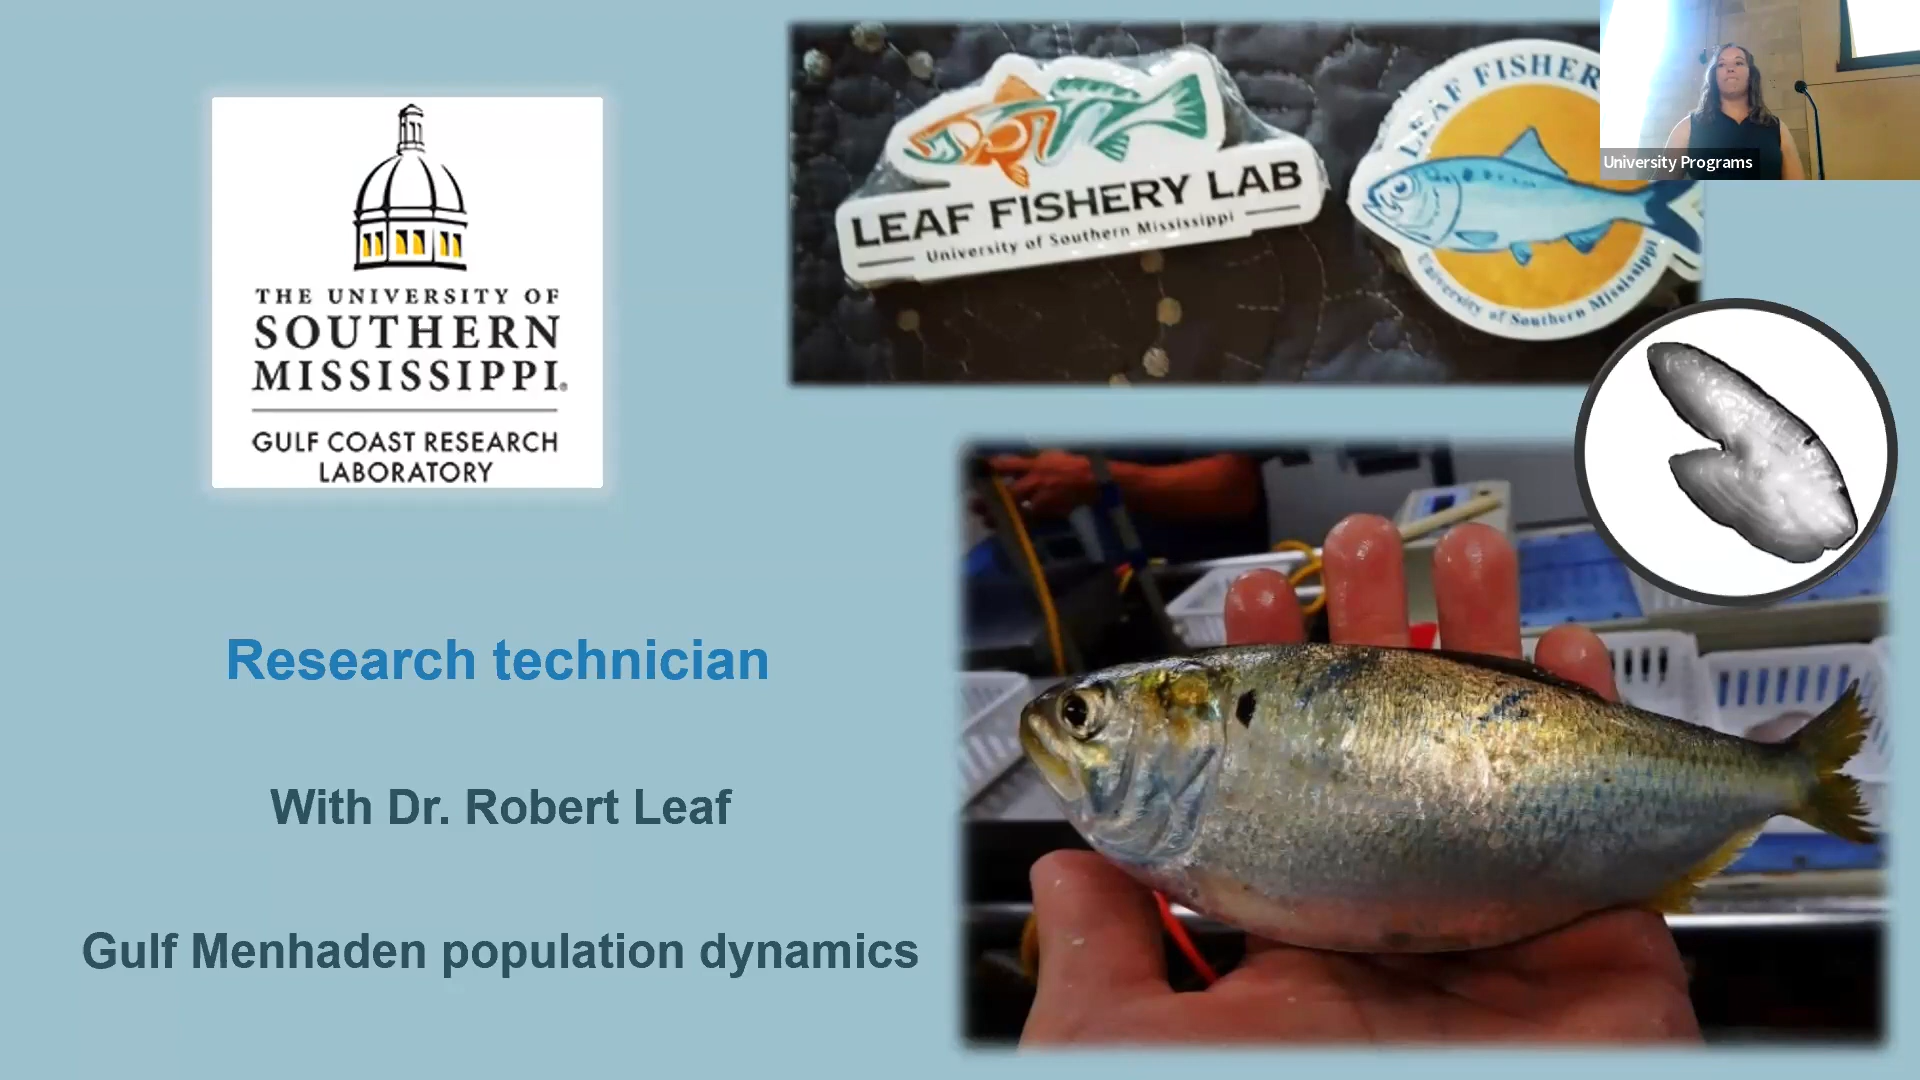 THE UNIVERSITY OF
SOUTHERN
MISSISSIPPI®
GULF COAST RESEARCH
LABORATORY
LEAF FISHERY LAB
University of Southern Mississippi
LEAF FISHER
University of Southern Mississippi
University Programs
Research technician
With Dr. Robert Leaf
Gulf Menhaden population dynamics